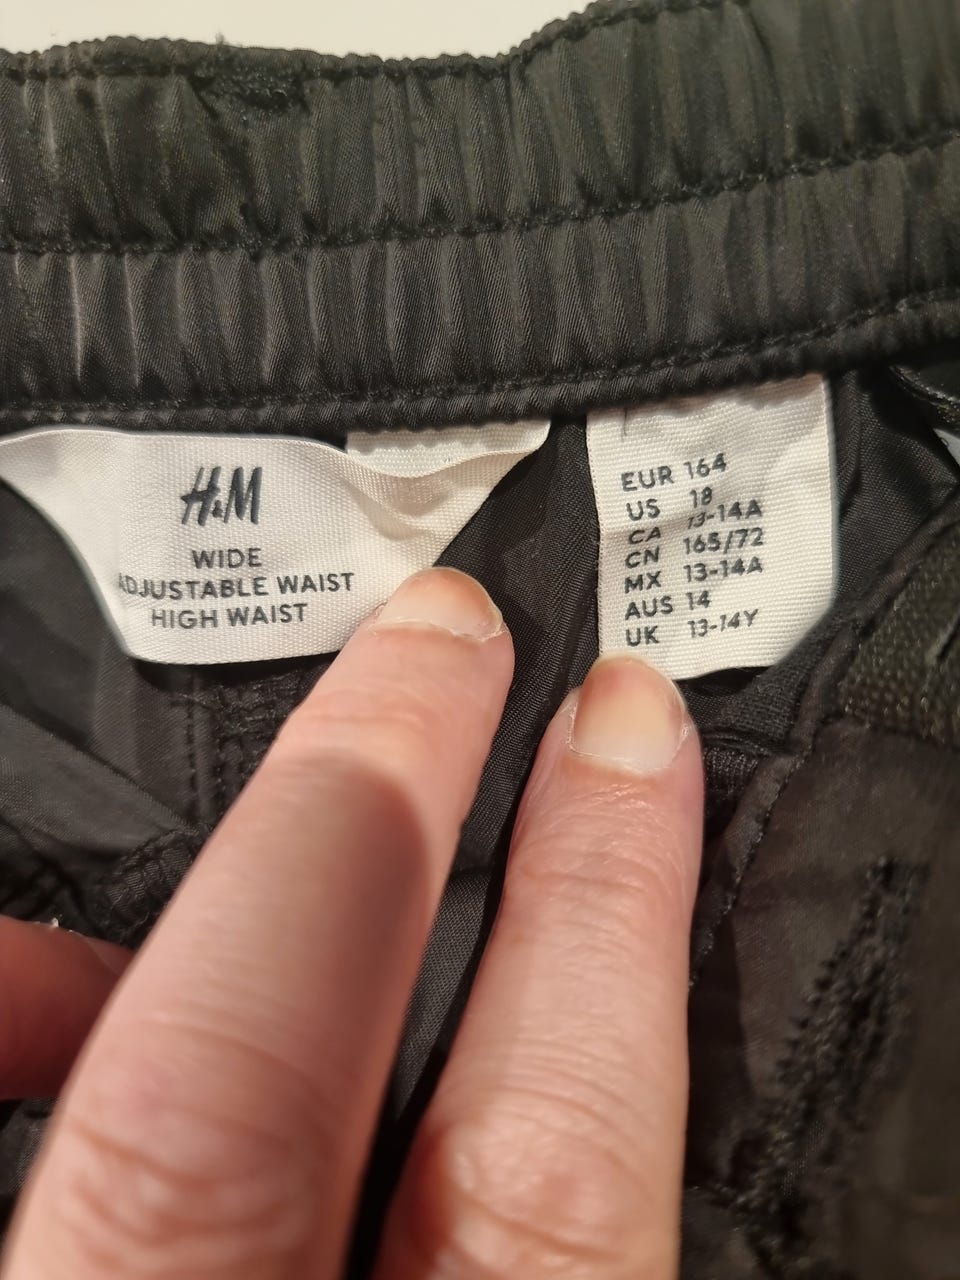 H&M
WIDE
ADJUSTABLE WAIST
HIGH WAIST
EUR 164
US 18
CA 13-14A
CN 165/72
MX 13-14A
AUS 14
UK 13-14Y